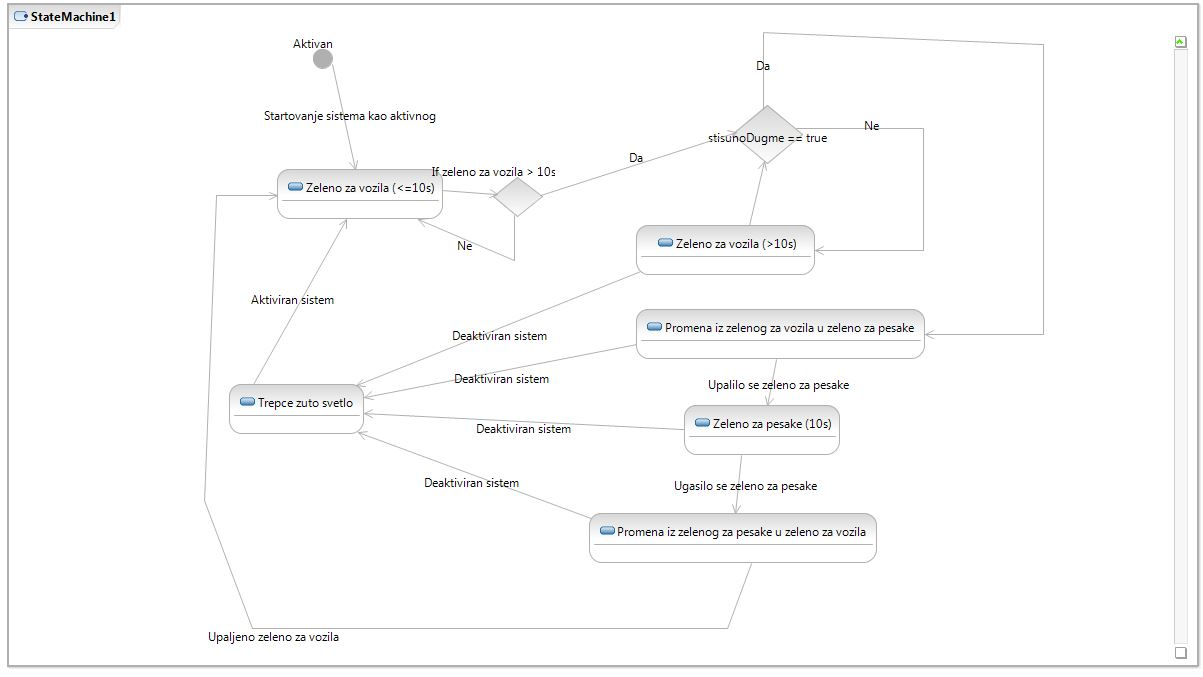 StateMachine1
Aktivan
Da
Startovanje sistema kao aktivnog
Ne
stisunoDugme == true
Da
If zeleno za vozila > 10s
Zeleno za vozila (<=10s)
Ne
Zeleno za vozila (>10s)
Aktiviran sistem
Promena iz zelenog za vozila u zeleno za pesake
Deaktiviran sistem
Deaktiviran sistem
Upalilo se zeleno za pesake
Trepce zuto svetlo
Zeleno za pesake (10s)
Deaktiviran sistem
Deaktiviran sistem
Ugasilo se zeleno za pesake
Promena iz zelenog za pesake u zeleno za vozila
Upaljeno zeleno za vozila